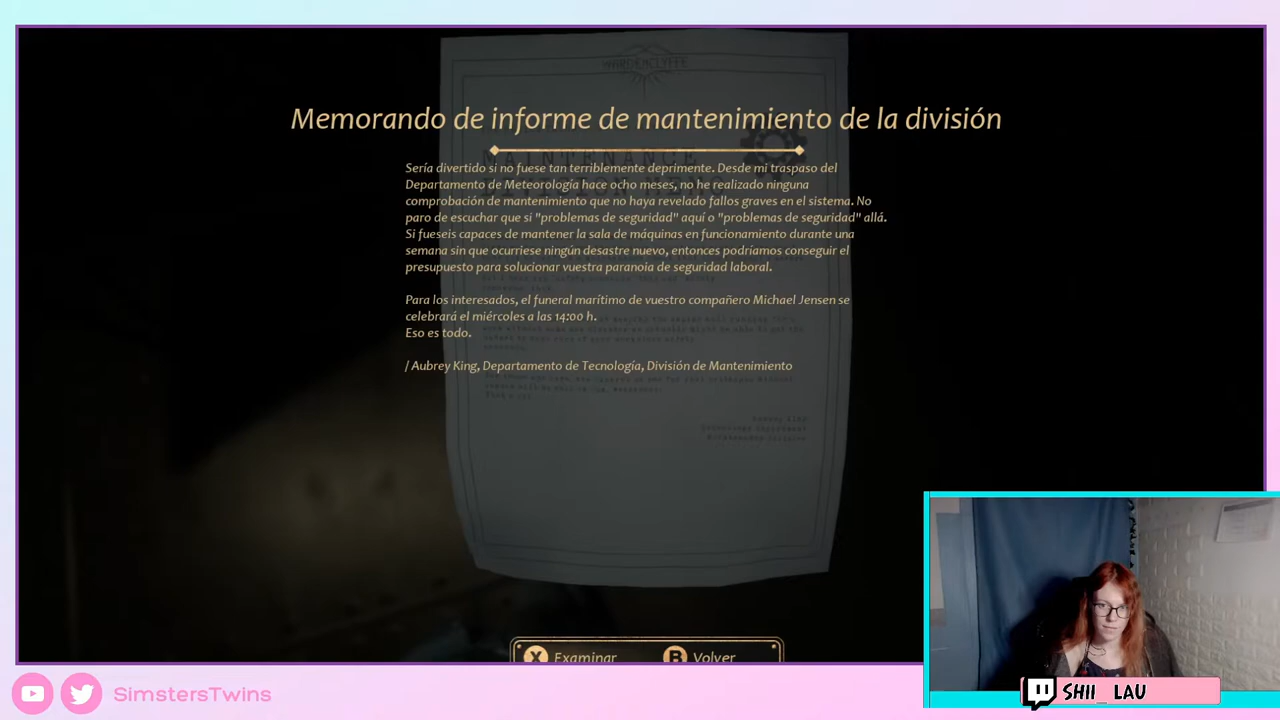 WARDENCLYFFE
Memorando de informe de mantenimiento de la división
MAINTENANCE
DIVISION MEMO
Sería divertido si no fuese tan terriblemente deprimente. Desde mi traspaso del
Departamento de Meteorología hace ocho meses, no he realizado ninguna
comprobación de mantenimiento que no haya revelado fallos graves en el sistema. No
paro de escuchar que si "problemas de seguridad" aquí o "problemas de seguridad" allá.
Si fueseis capaces de mantener la sala de máquinas en funcionamiento durante una
semana sin que ocurriese ningún desastre nuevo, entonces podríamos conseguir el
presupuesto para solucionar vuestra paranoia de seguridad laboral.
Para los interesados, el funeral marítimo de vuestro compañero Michael Jensen se
celebrará el miércoles a las 14:00 h.
Eso es todo.
/ Aubrey King, Departamento de Tecnología, División de Mantenimiento
X Examinar
B Volver
SimstersTwins
SHII_ LAU